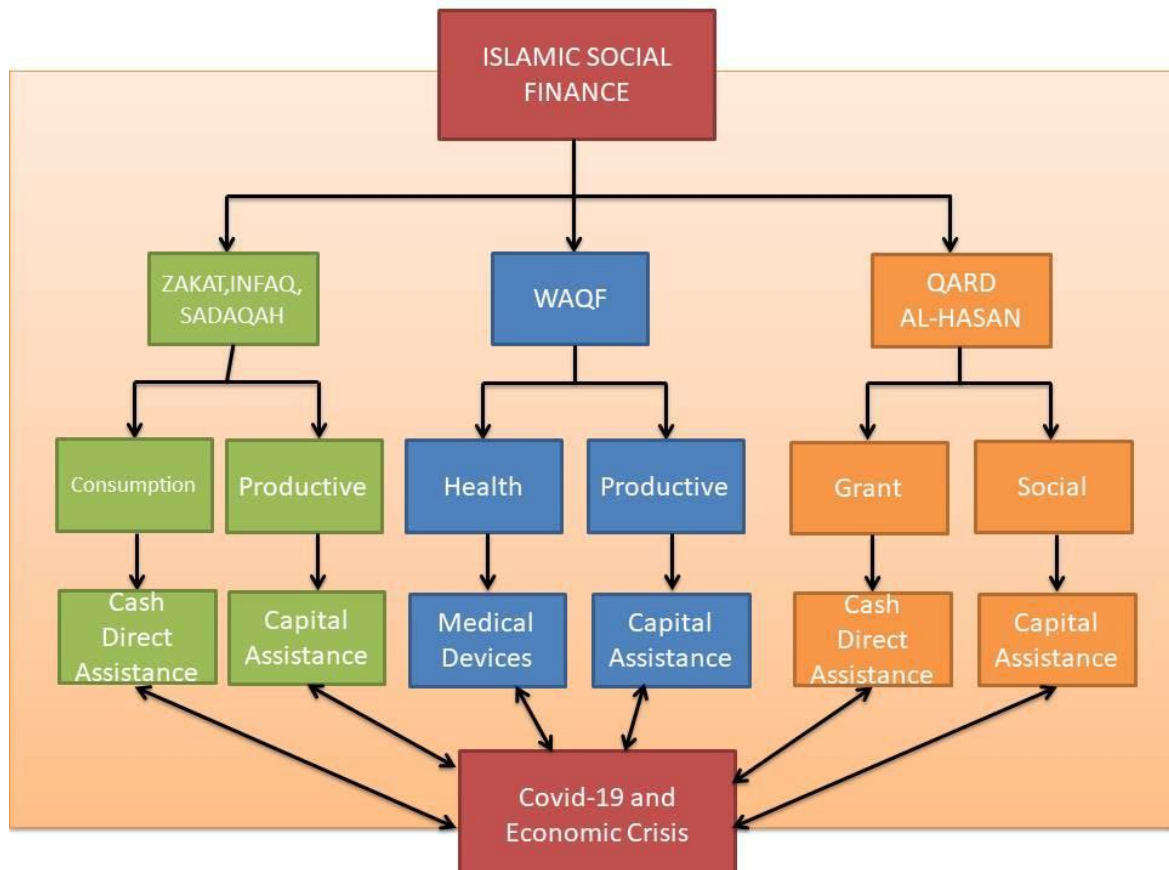 ISLAMIC SOCIAL
FINANCE
ZAKAT,INFAQ,
SADAQAH
WAQF
QARD
AL-HASAN
Consumption
Productive
Health
Productive
Grant
Social
Cash
Direct
Assistance
Capital
Assistance
Medical
Devices
Capital
Assistance
Cash
Direct
Assistance
Capital
Assistance
Covid-19 and
Economic Crisis